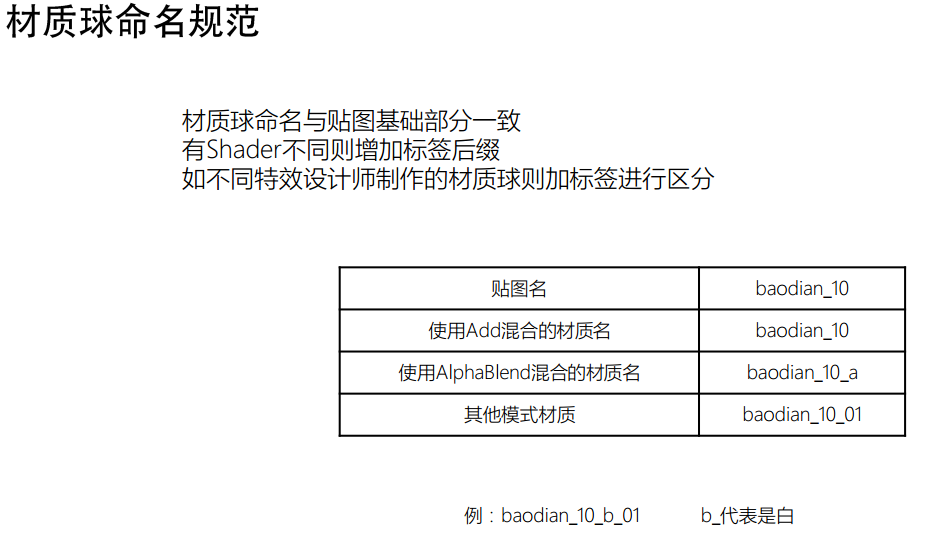 材质球命名规范
材质球命名与贴图基础部分一致
有Shader不同则增加标签后缀
如不同特效设计师制作的材质球则加标签进行区分
贴图名 baodian_10
使用Add混合的材质名 baodian_10
使用AlphaBlend混合的材质名 baodian_10_a
其他模式材质 baodian_10_01
例：baodian_10_b_01 b_代表是白